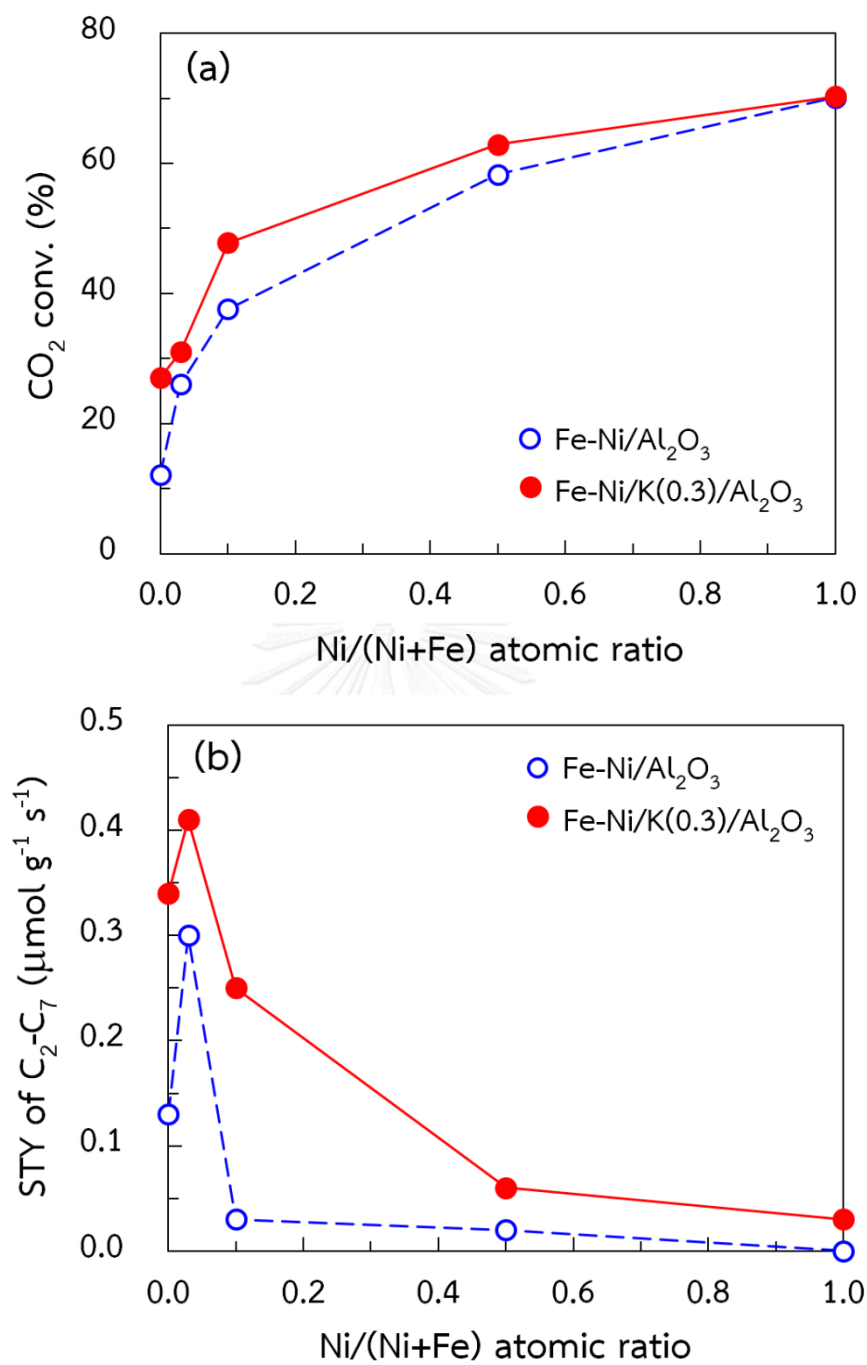 (a)
80
60
40
20
0
CO₂ conv. (%)
Fe-Ni/Al₂O₃
Fe-Ni/K(0.3)/Al₂O₃
0.0 0.2 0.4 0.6 0.8 1.0
Ni/(Ni+Fe) atomic ratio
(b)
0.5
0.4
0.3
0.2
0.1
0.0
STY of C₂-C₇ (μmol g⁻¹ s⁻¹)
Fe-Ni/Al₂O₃
Fe-Ni/K(0.3)/Al₂O₃
0.0 0.2 0.4 0.6 0.8 1.0
Ni/(Ni+Fe) atomic ratio